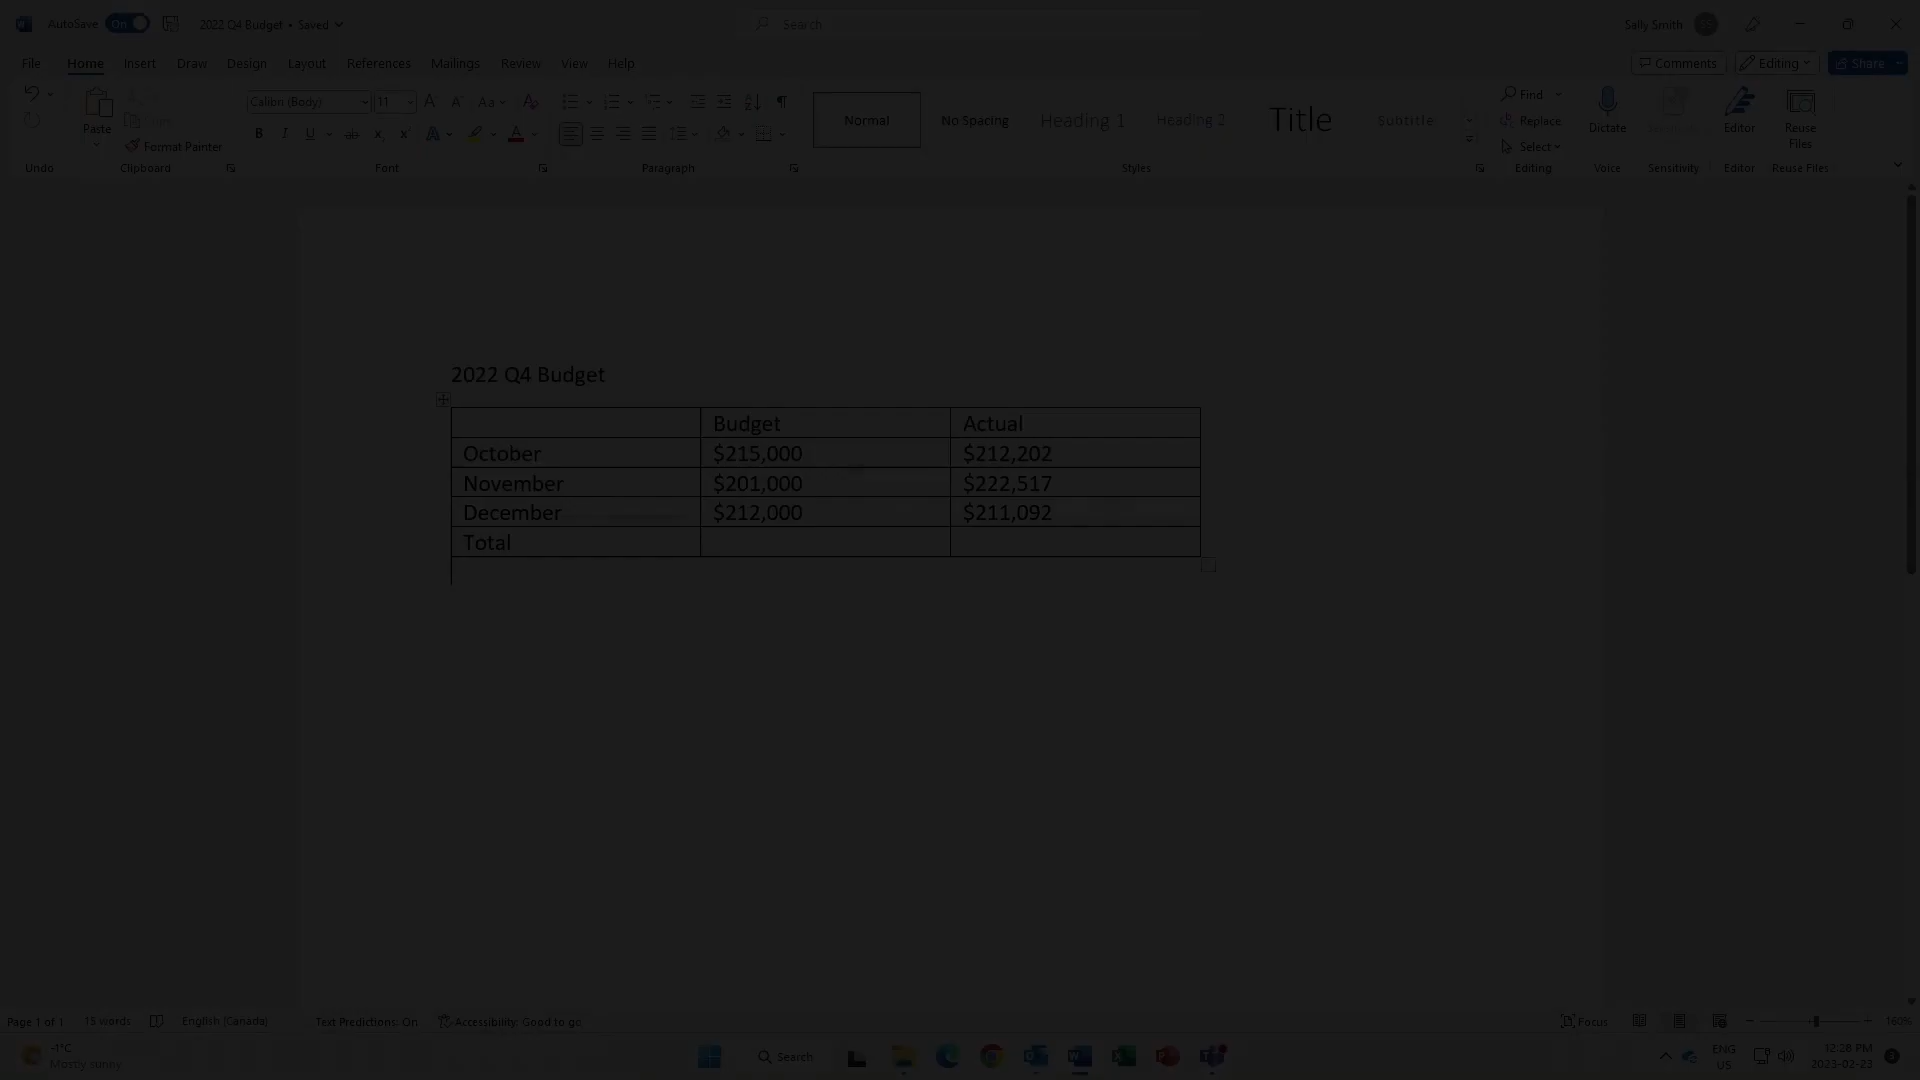 AutoSave On 2022 Q4 Budget • Saved Search Sally Smith
File Home Insert Draw Design Layout References Mailings Review View Help Comments Editing Share
Calibri (Body) 11 Aa
Paste Format Painter
Normal No Spacing Heading 1 Heading 2 Title Subtitle
Find
Replace
Select
Dictate Editor Reuse Files
Undo Clipboard Font Paragraph Styles Editing Voice Sensitivity Editor Reuse Files
2022 Q4 Budget
Budget Actual
October $215,000 $212,202
November $201,000 $222,517
December $212,000 $211,092
Total
Page 1 of 1 15 words English (Canada) Text Predictions: On Accessibility: Good to go Focus 160%
-1°C
Mostly sunny
Search
ENG
US
12:28 PM
2023-02-23